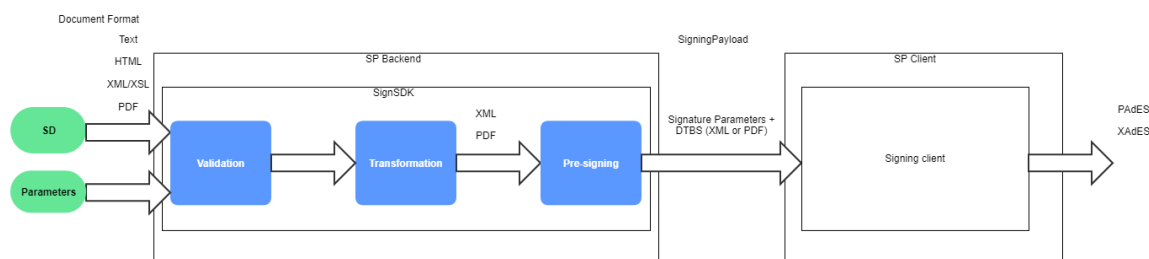 Document Format
Text
HTML
XML/XSL
PDF
SD
Parameters
SP Backend
SignSDK
Validation
Transformation
XML
PDF
Pre-signing
SigningPayload
Signature Parameters +
DTBS (XML or PDF)
SP Client
Signing client
PAdES
XAdES